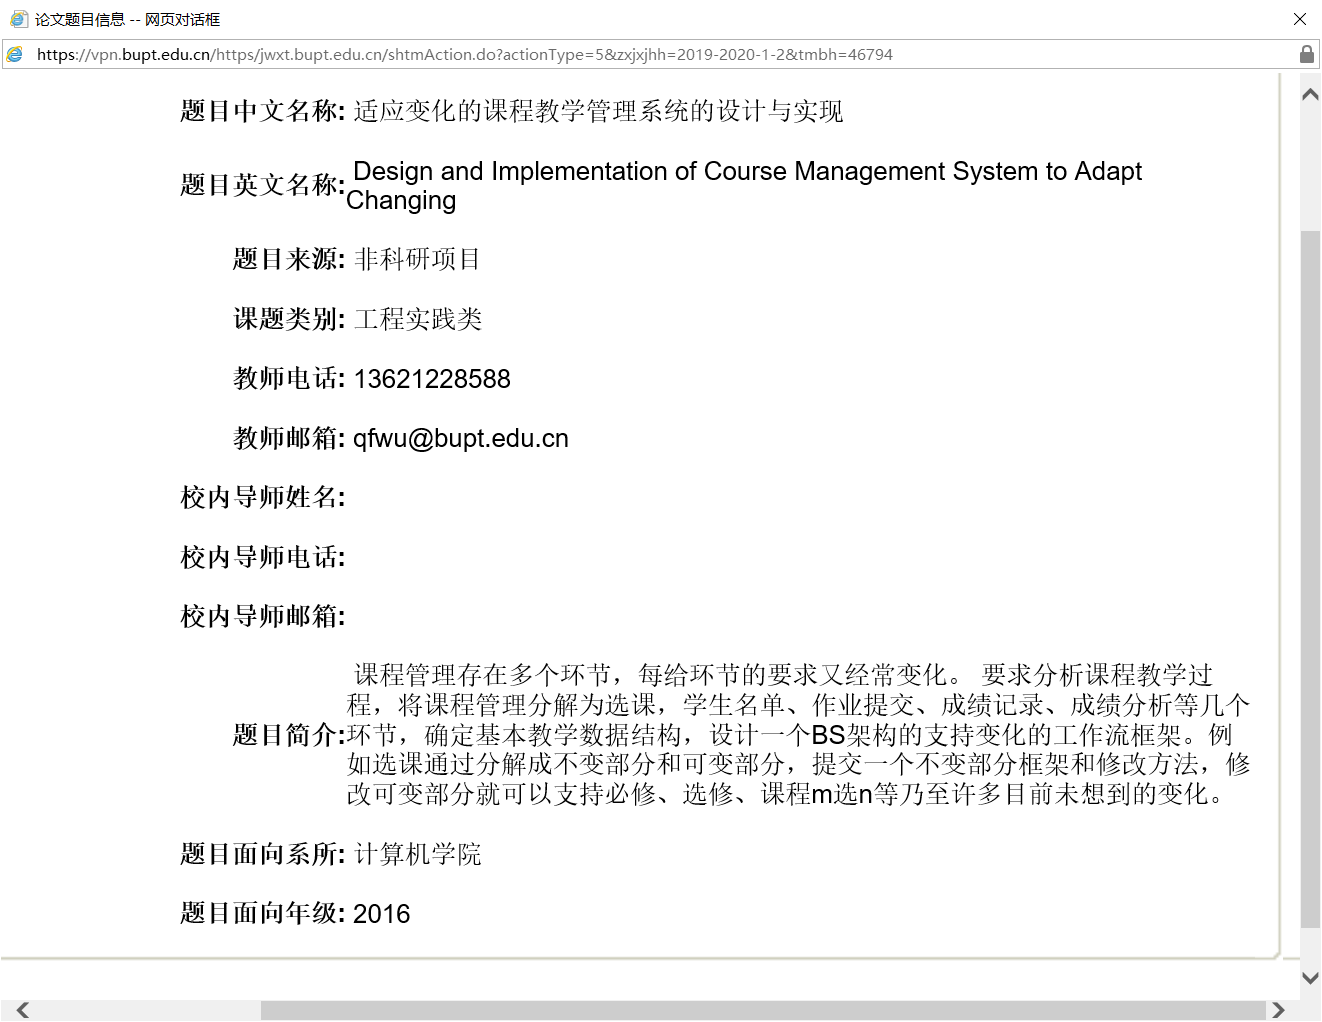 论文题目信息 -- 网页对话框
https://vpn.bupt.edu.cn/https/jwxt.bupt.edu.cn/shtmAction.do?actionType=5&zxjxjhh=2019-2020-1-2&tmbh=46794
题目中文名称: 适应变化的课程教学管理系统的设计与实现
题目英文名称: Design and Implementation of Course Management System to Adapt
Changing
题目来源: 非科研项目
课题类别: 工程实践类
教师电话: 13621228588
教师邮箱: qfwu@bupt.edu.cn
校内导师姓名:
校内导师电话:
校内导师邮箱:
课程管理存在多个环节，每给环节的要求又经常变化。 要求分析课程教学过
程，将课程管理分解为选课，学生名单、作业提交、成绩记录、成绩分析等几个
题目简介:环节，确定基本教学数据结构，设计一个BS架构的支持变化的工作流框架。例
如选课通过分解成不变部分和可变部分，提交一个不变部分框架和修改方法，修
改可变部分就可以支持必修、选修、课程m选n等乃至许多目前未想到的变化。
题目面向系所: 计算机学院
题目面向年级: 2016